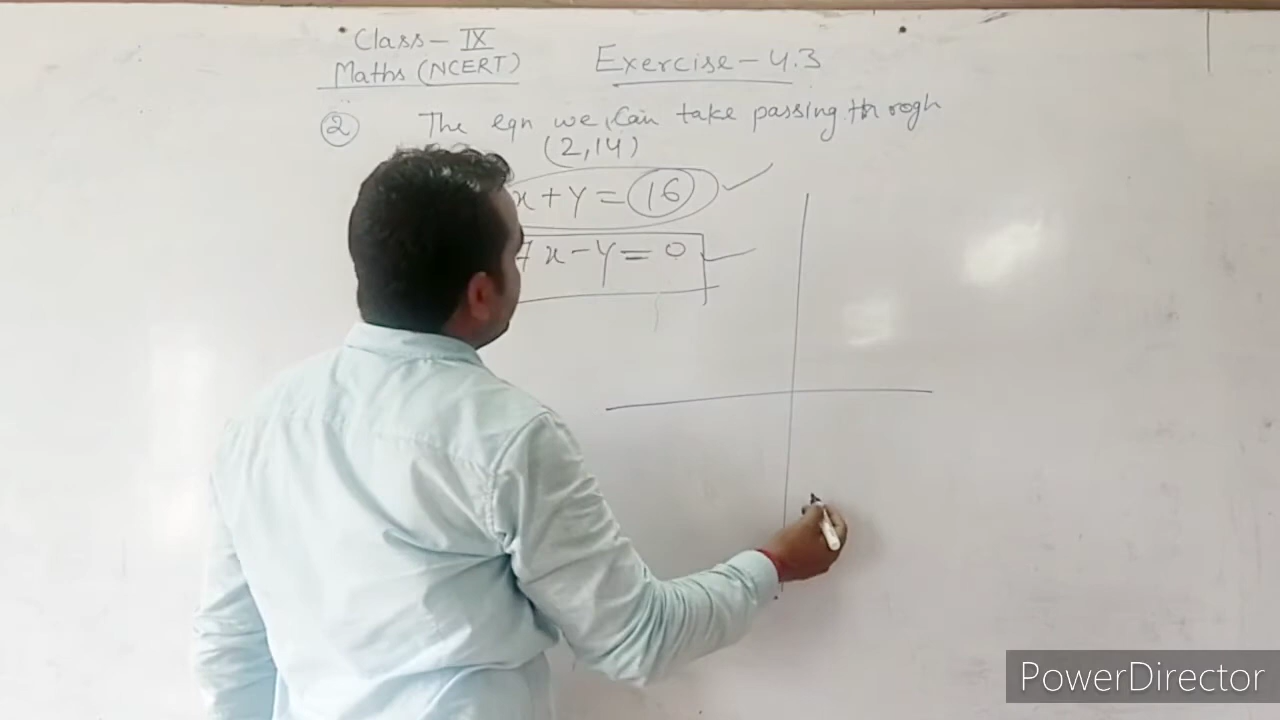 Class - IX
Maths (NCERT)
Exercise - 4.3
2 The eqn we can take passing throgh
(2,14)
x + y = 16
7x - y = 0
PowerDirector